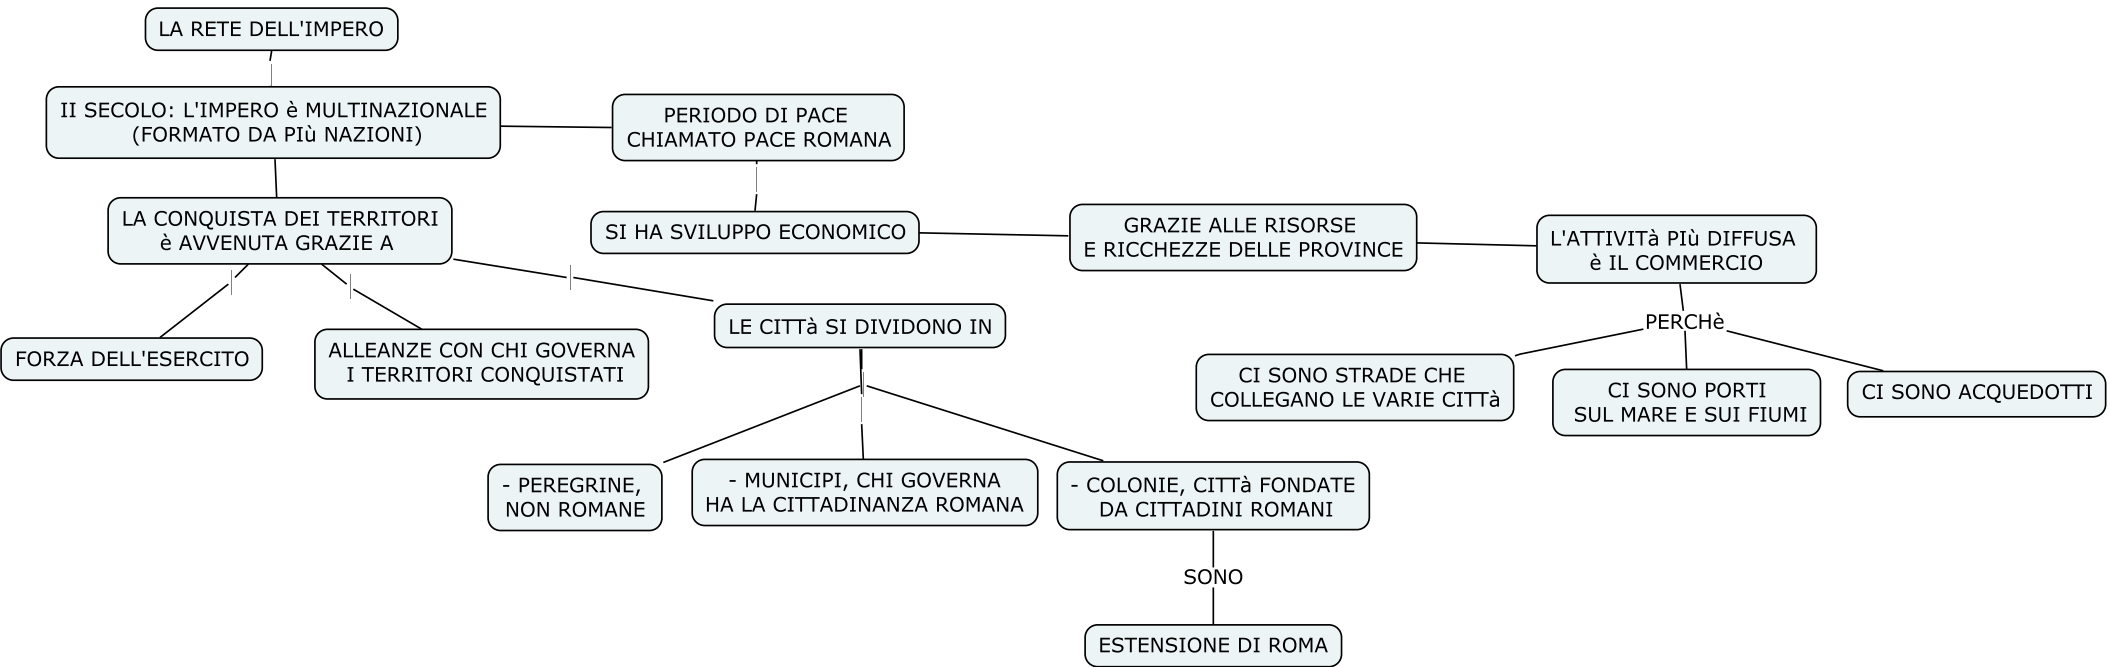 LA RETE DELL'IMPERO
II SECOLO: L'IMPERO è MULTINAZIONALE
(FORMATO DA PIù NAZIONI)
PERIODO DI PACE
CHIAMATO PACE ROMANA
LA CONQUISTA DEI TERRITORI
è AVVENUTA GRAZIE A
SI HA SVILUPPO ECONOMICO
GRAZIE ALLE RISORSE
E RICCHEZZE DELLE PROVINCE
L'ATTIVITà PIù DIFFUSA
è IL COMMERCIO
PERCHè
FORZA DELL'ESERCITO
ALLEANZE CON CHI GOVERNA
I TERRITORI CONQUISTATI
LE CITTà SI DIVIDONO IN
CI SONO STRADE CHE
COLLEGANO LE VARIE CITTà
CI SONO PORTI
SUL MARE E SUI FIUMI
CI SONO ACQUEDOTTI
- PEREGRINE,
NON ROMANE
- MUNICIPI, CHI GOVERNA
HA LA CITTADINANZA ROMANA
- COLONIE, CITTà FONDATE
DA CITTADINI ROMANI
SONO
ESTENSIONE DI ROMA